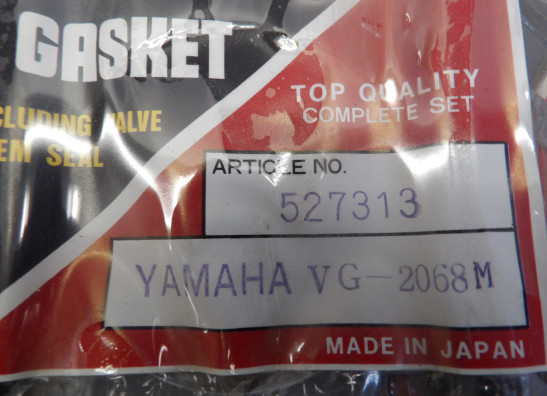 GASKET
TOP QUALITY
COMPLETE SET
CLUDING VALVE
EM SEAL
ARTICLE NO.
527313
YAMAHA VG-2068M
MADE IN JAPAN